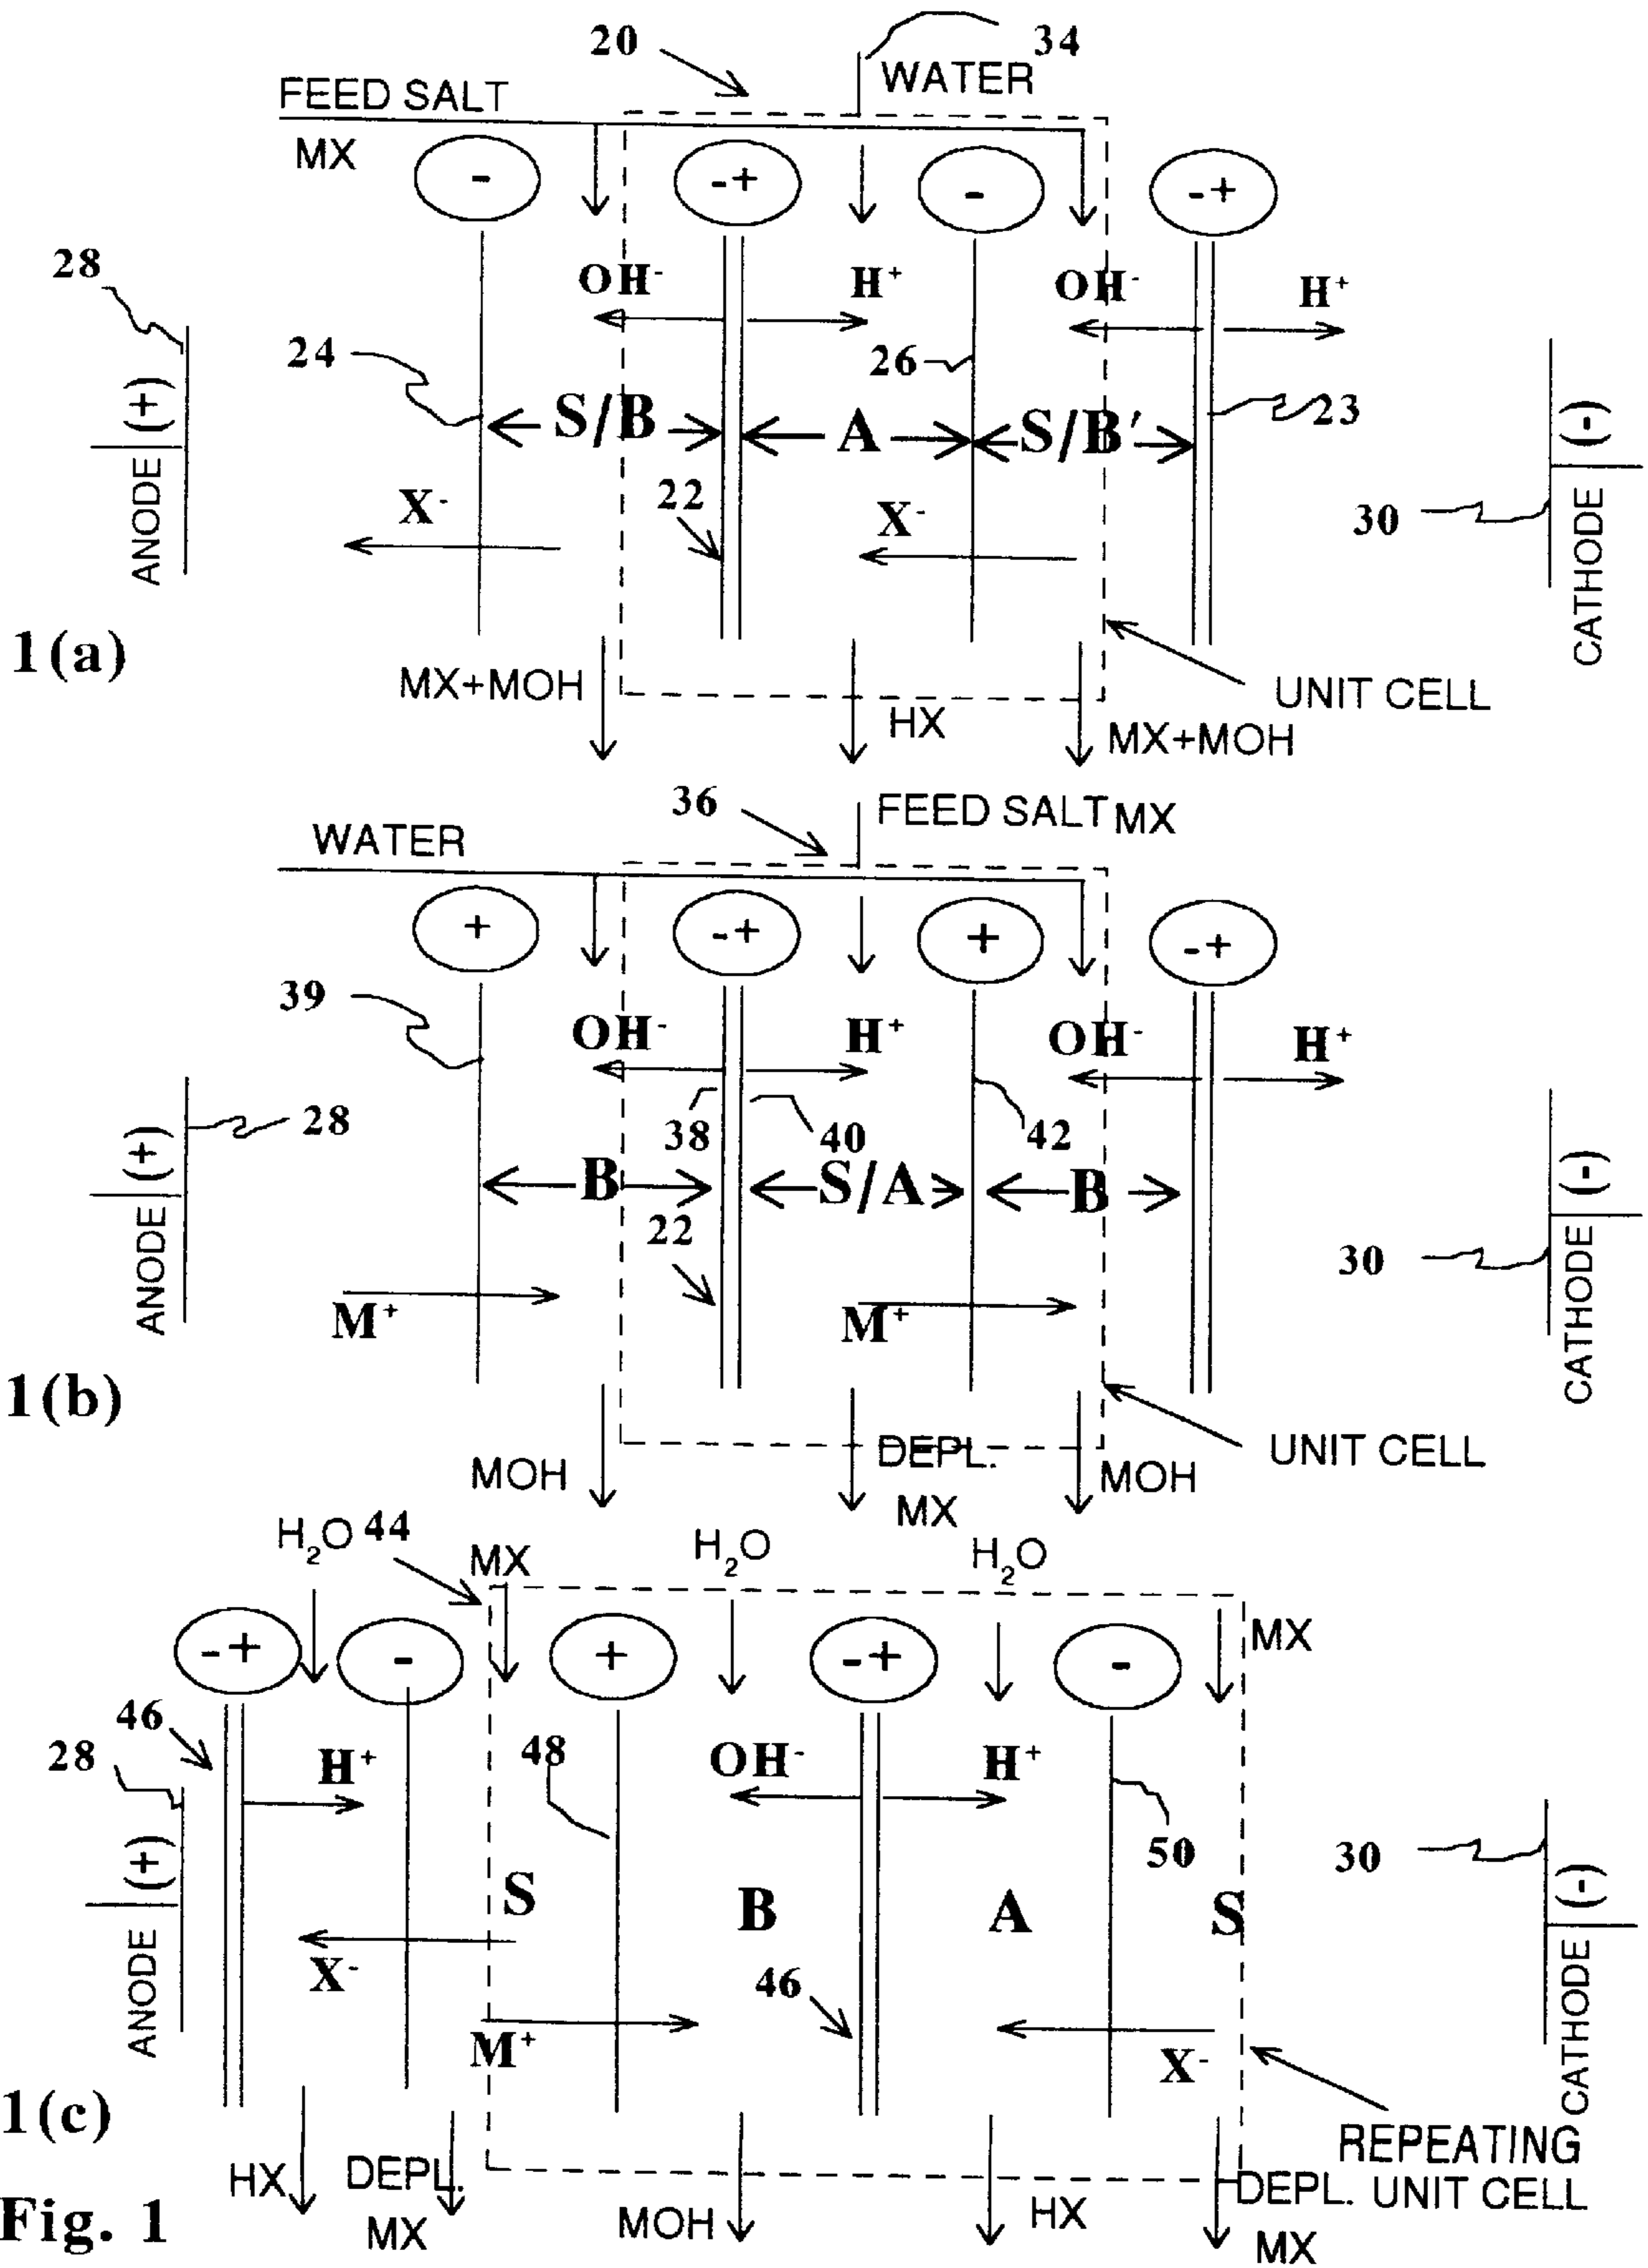 20
34
WATER
FEED SALT
MX
-
-+
-
-+
28
OH-
H+
OH-
H+
24
26
23
S/B
A
S/B'
ANODE (+)
X-
22
X-
30
CATHODE (-)
1(a)
MX+MOH
HX
MX+MOH
UNIT CELL
36
FEED SALT MX
WATER
+
-+
+
-+
39
OH-
H+
OH-
H+
28
38
40
42
ANODE (+)
B
S/A
B
22
30
CATHODE (-)
M+
M+
1(b)
MOH
DEPL.
MX
MOH
UNIT CELL
H2O
44
MX
H2O
H2O
MX
-+
-
+
-+
-
46
28
H+
48
OH-
H+
50
30
ANODE (+)
S
B
A
S
CATHODE (-)
X-
46
M+
X-
1(c)
REPEATING
UNIT CELL
HX
DEPL.
MX
MOH
HX
DEPL.
MX
Fig. 1